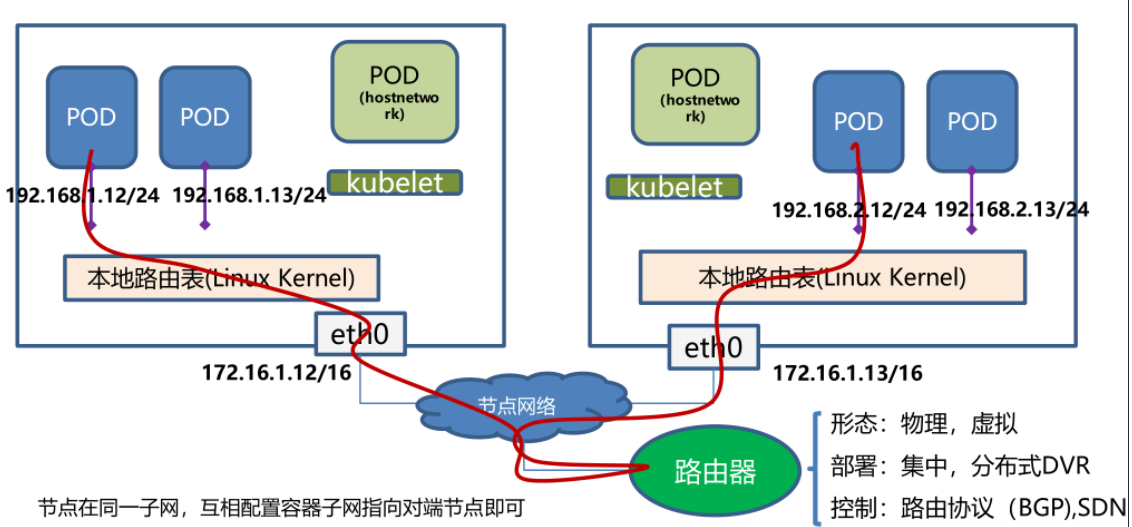 POD
POD
POD
(hostnetwo
rk)
kubelet
192.168.1.12/24
192.168.1.13/24
本地路由表(Linux Kernel)
eth0
172.16.1.12/16
POD
(hostnetwo
rk)
POD
POD
kubelet
192.168.2.12/24
192.168.2.13/24
本地路由表(Linux Kernel)
eth0
172.16.1.13/16
节点网络
路由器
形态：物理，虚拟
部署：集中，分布式DVR
控制：路由协议（BGP),SDN
节点在同一子网，互相配置容器子网指向对端节点即可